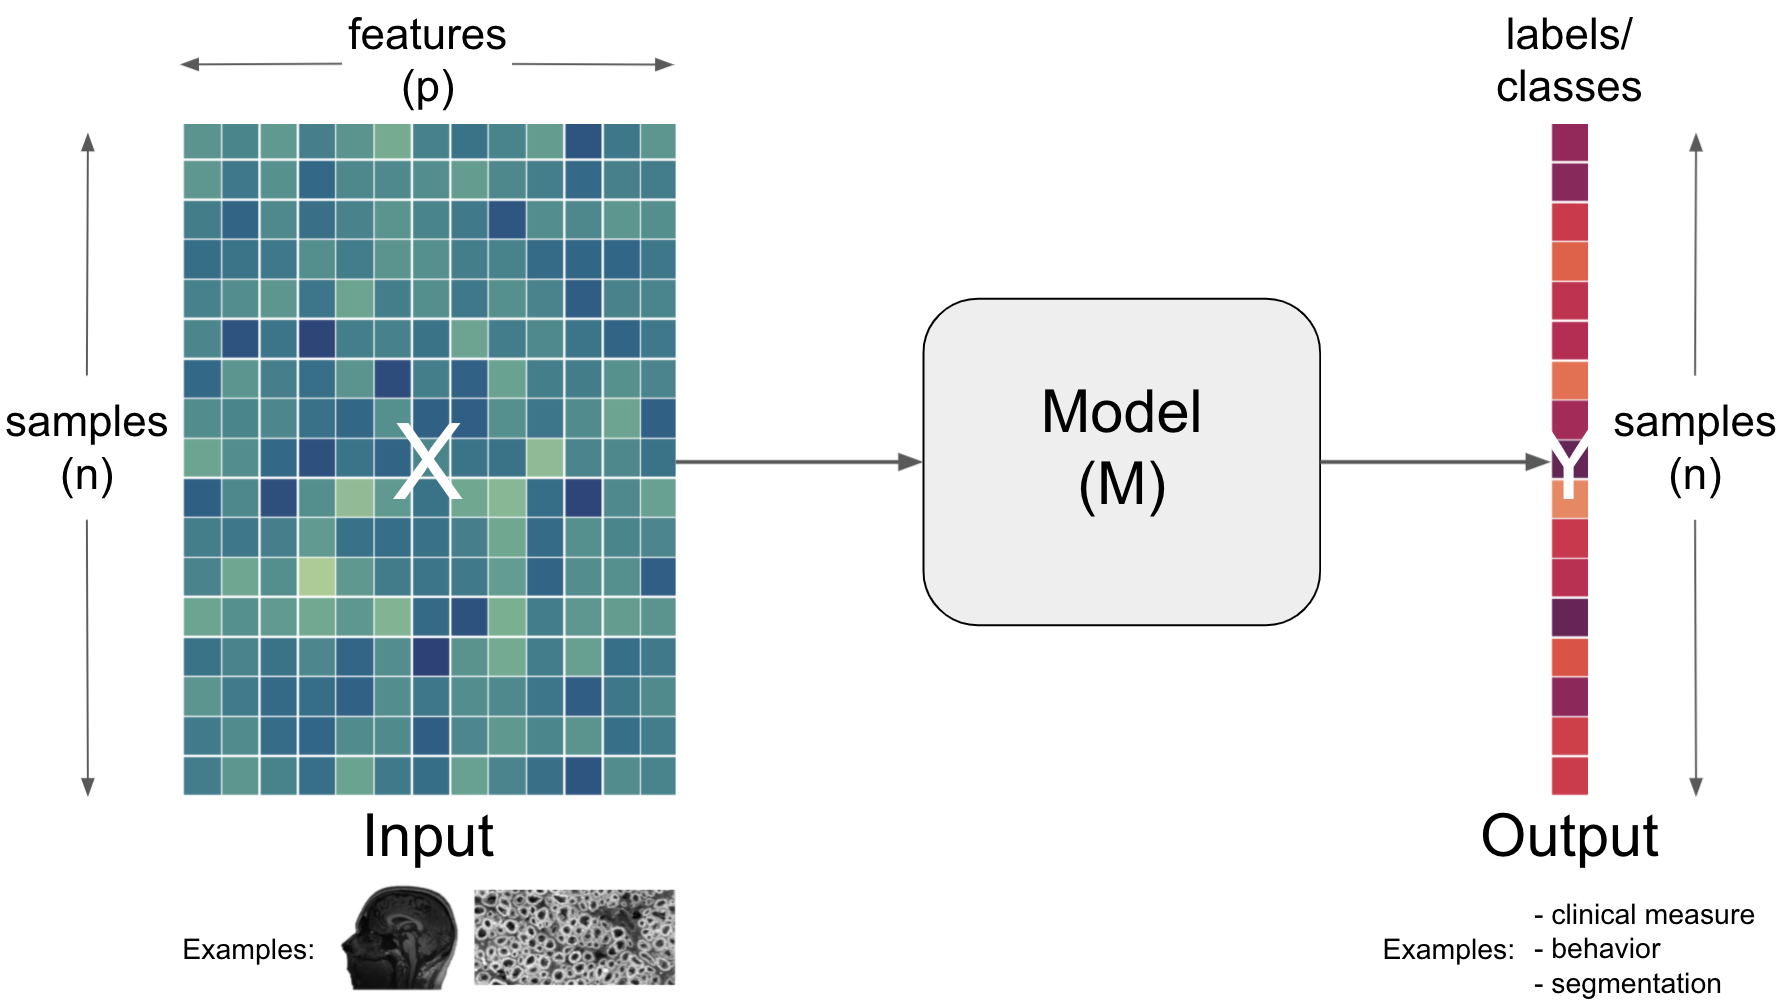 features
(p)
labels/
classes
samples
(n)
X
Model
(M)
Y
samples
(n)
Input
Output
Examples:
Examples:
- clinical measure
- behavior
- segmentation